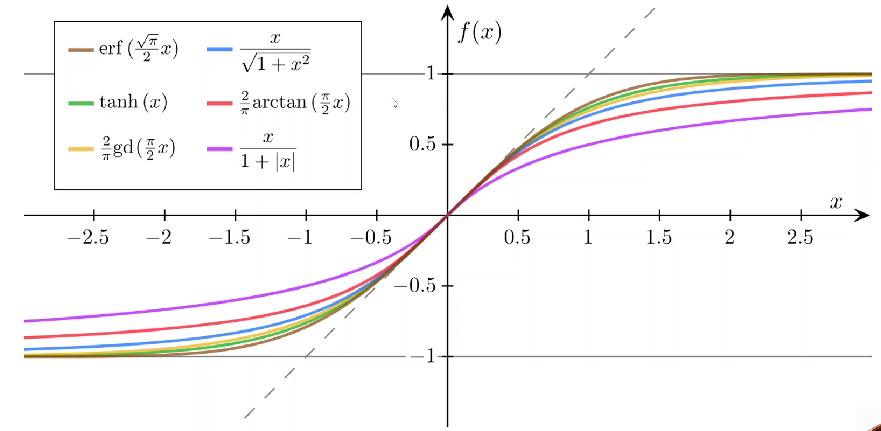 f(x)
erf (√π/2 x)
x/√(1 + x²)
tanh (x)
2/π arctan (π/2 x)
2/π gd (π/2 x)
x/(1 + |x|)
1
0.5
x
−2.5 −2 −1.5 −1 −0.5 0.5 1 1.5 2 2.5
−0.5
−1